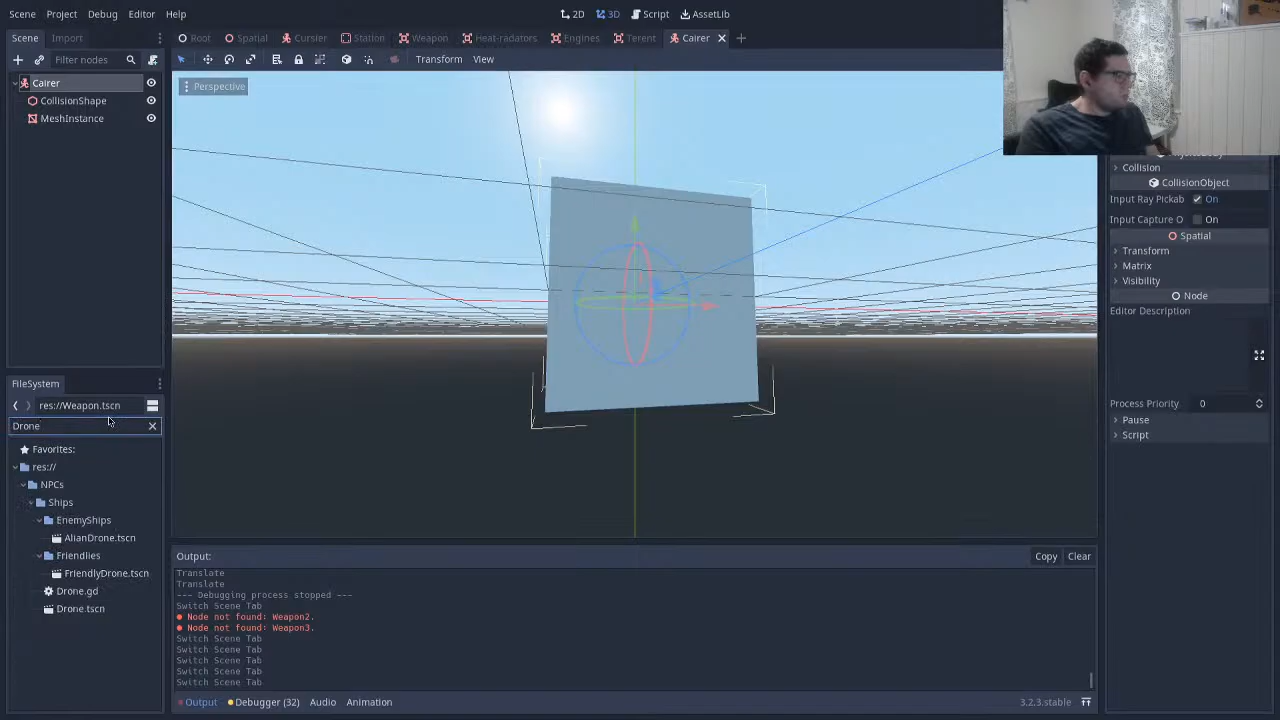 Scene Project Debug Editor Help
2D 3D Script AssetLib
Scene Import
Root Spatial Cursier Station Weapon Heat-radators Engines Terent Cairer
Filter nodes
Transform View
Cairer
CollisionShape
MeshInstance
Perspective
Collision
CollisionObject
Input Ray Pickab On
Input Capture O On
Spatial
Transform
Matrix
Visibility
Node
Editor Description
Process Priority 0
Pause
Script
FileSystem
res://Weapon.tscn
Drone
Favorites:
res://
NPCs
Ships
EnemyShips
AlianDrone.tscn
Friendlies
FriendlyDrone.tscn
Drone.gd
Drone.tscn
Output:
Copy Clear
Translate
Translate
--- Debugging process stopped ---
Switch Scene Tab
Node not found: Weapon2.
Node not found: Weapon3.
Switch Scene Tab
Switch Scene Tab
Switch Scene Tab
Switch Scene Tab
Switch Scene Tab
Output Debugger (32) Audio Animation
3.2.3.stable